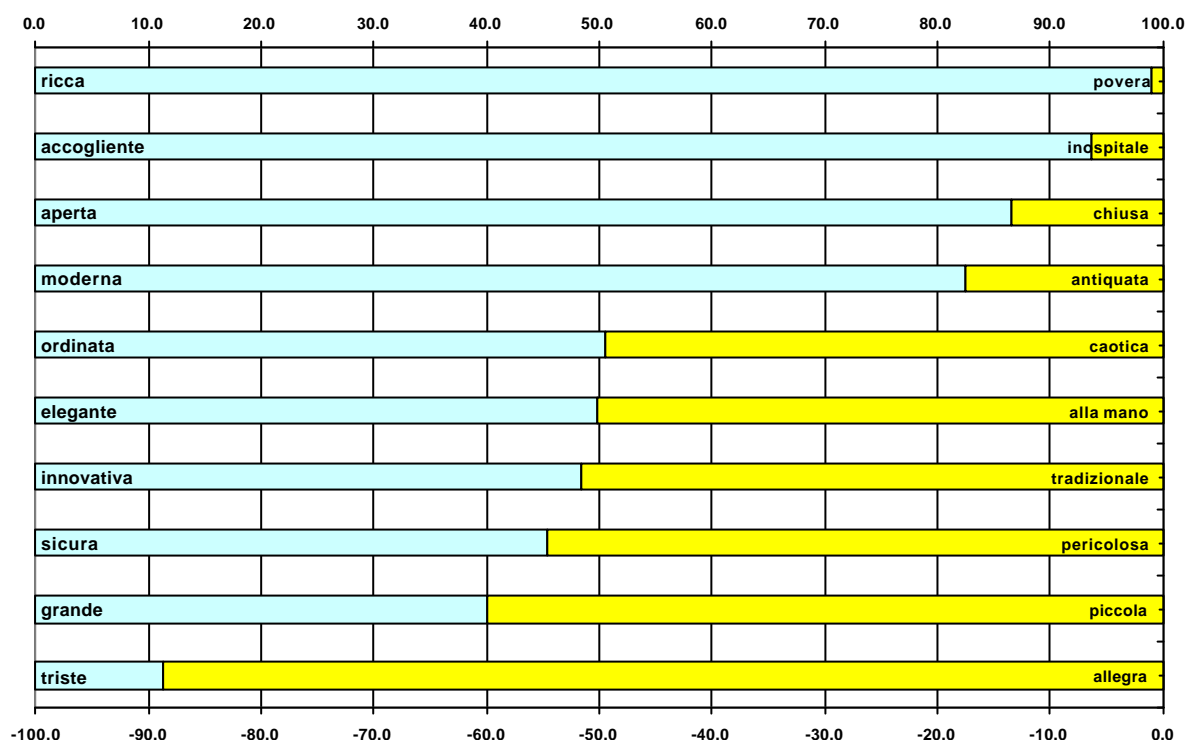 0.0 10.0 20.0 30.0 40.0 50.0 60.0 70.0 80.0 90.0 100.0
ricca povera
accogliente inospitale
aperta chiusa
moderna antiquata
ordinata caotica
elegante alla mano
innovativa tradizionale
sicura pericolosa
grande piccola
triste allegra
-100.0 -90.0 -80.0 -70.0 -60.0 -50.0 -40.0 -30.0 -20.0 -10.0 0.0